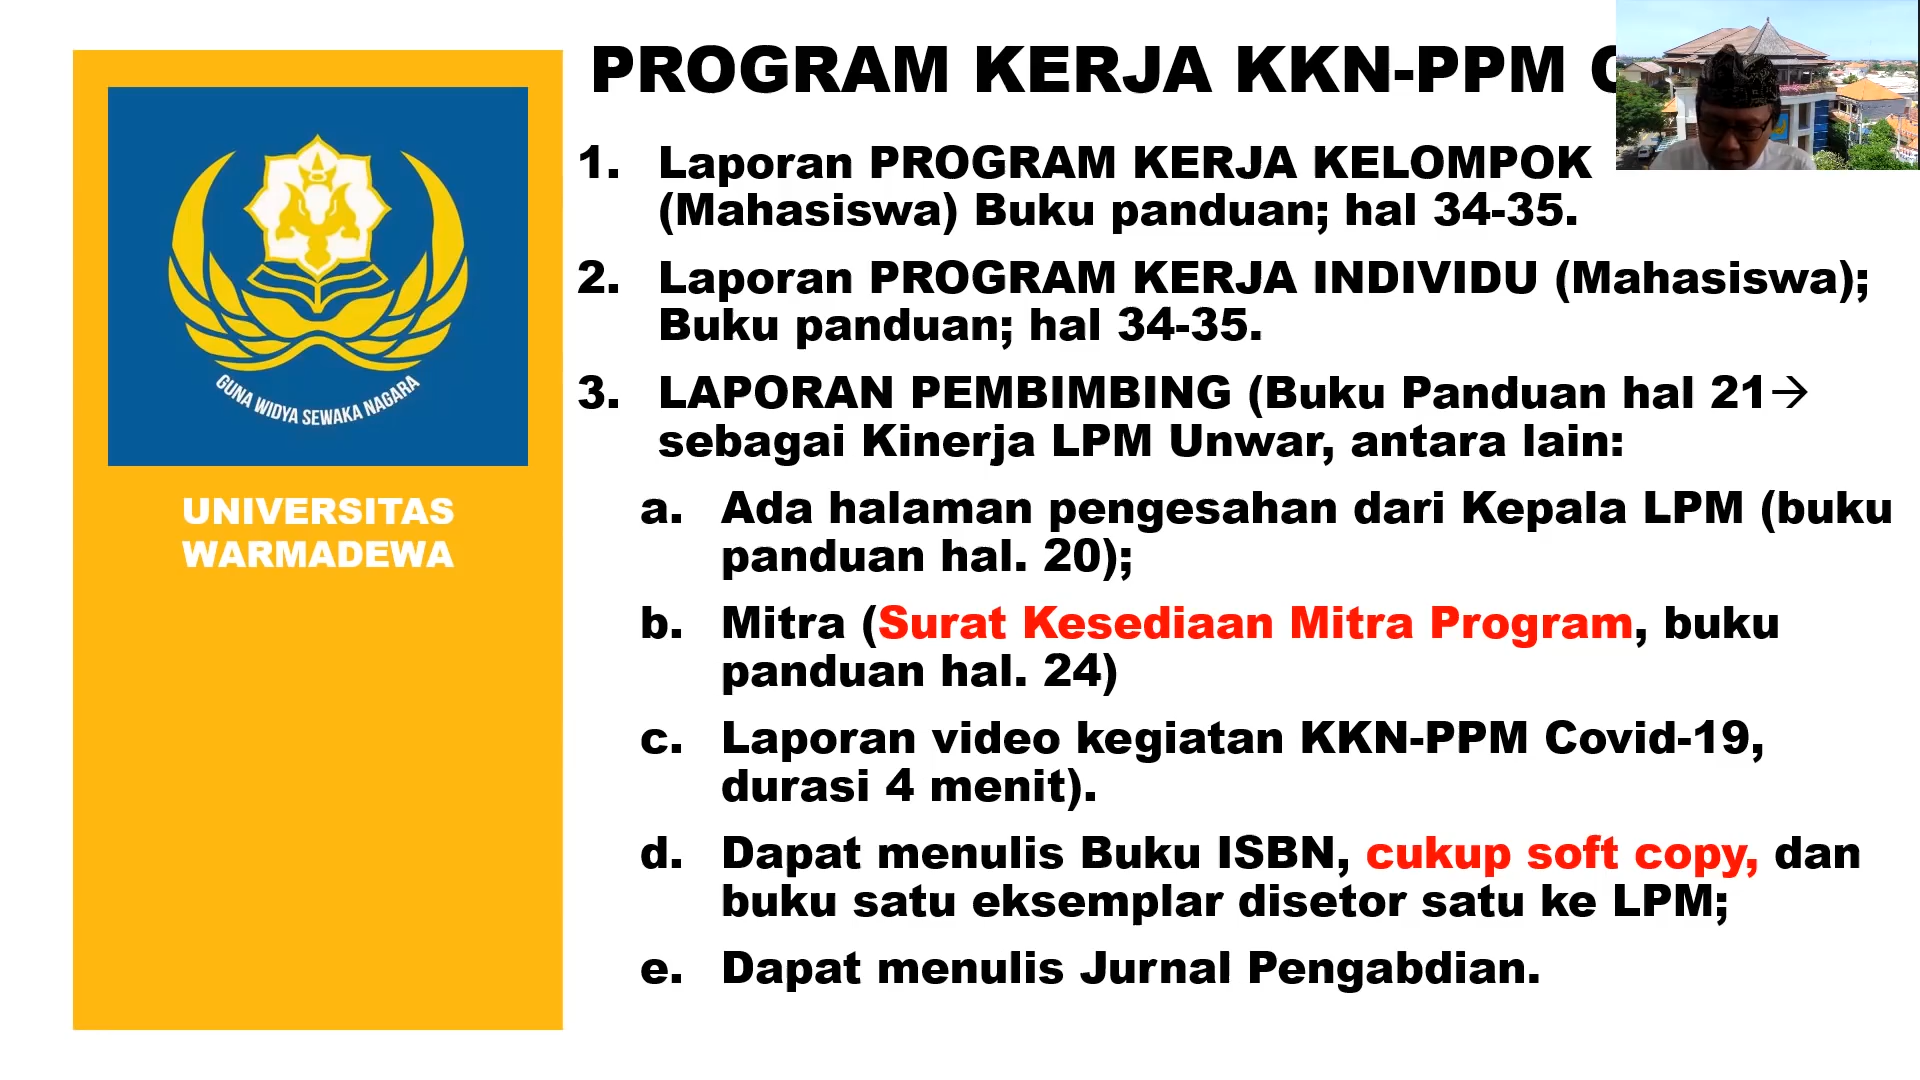 PROGRAM KERJA KKN-PPM
1. Laporan PROGRAM KERJA KELOMPOK
(Mahasiswa) Buku panduan; hal 34-35.
2. Laporan PROGRAM KERJA INDIVIDU (Mahasiswa);
Buku panduan; hal 34-35.
3. LAPORAN PEMBIMBING (Buku Panduan hal 21→
sebagai Kinerja LPM Unwar, antara lain:
a. Ada halaman pengesahan dari Kepala LPM (buku
panduan hal. 20);
b. Mitra (Surat Kesediaan Mitra Program, buku
panduan hal. 24)
c. Laporan video kegiatan KKN-PPM Covid-19,
durasi 4 menit).
d. Dapat menulis Buku ISBN, cukup soft copy, dan
buku satu eksemplar disetor satu ke LPM;
e. Dapat menulis Jurnal Pengabdian.
GUNA WIDYA SEWAKA NAGARA
UNIVERSITAS
WARMADEWA